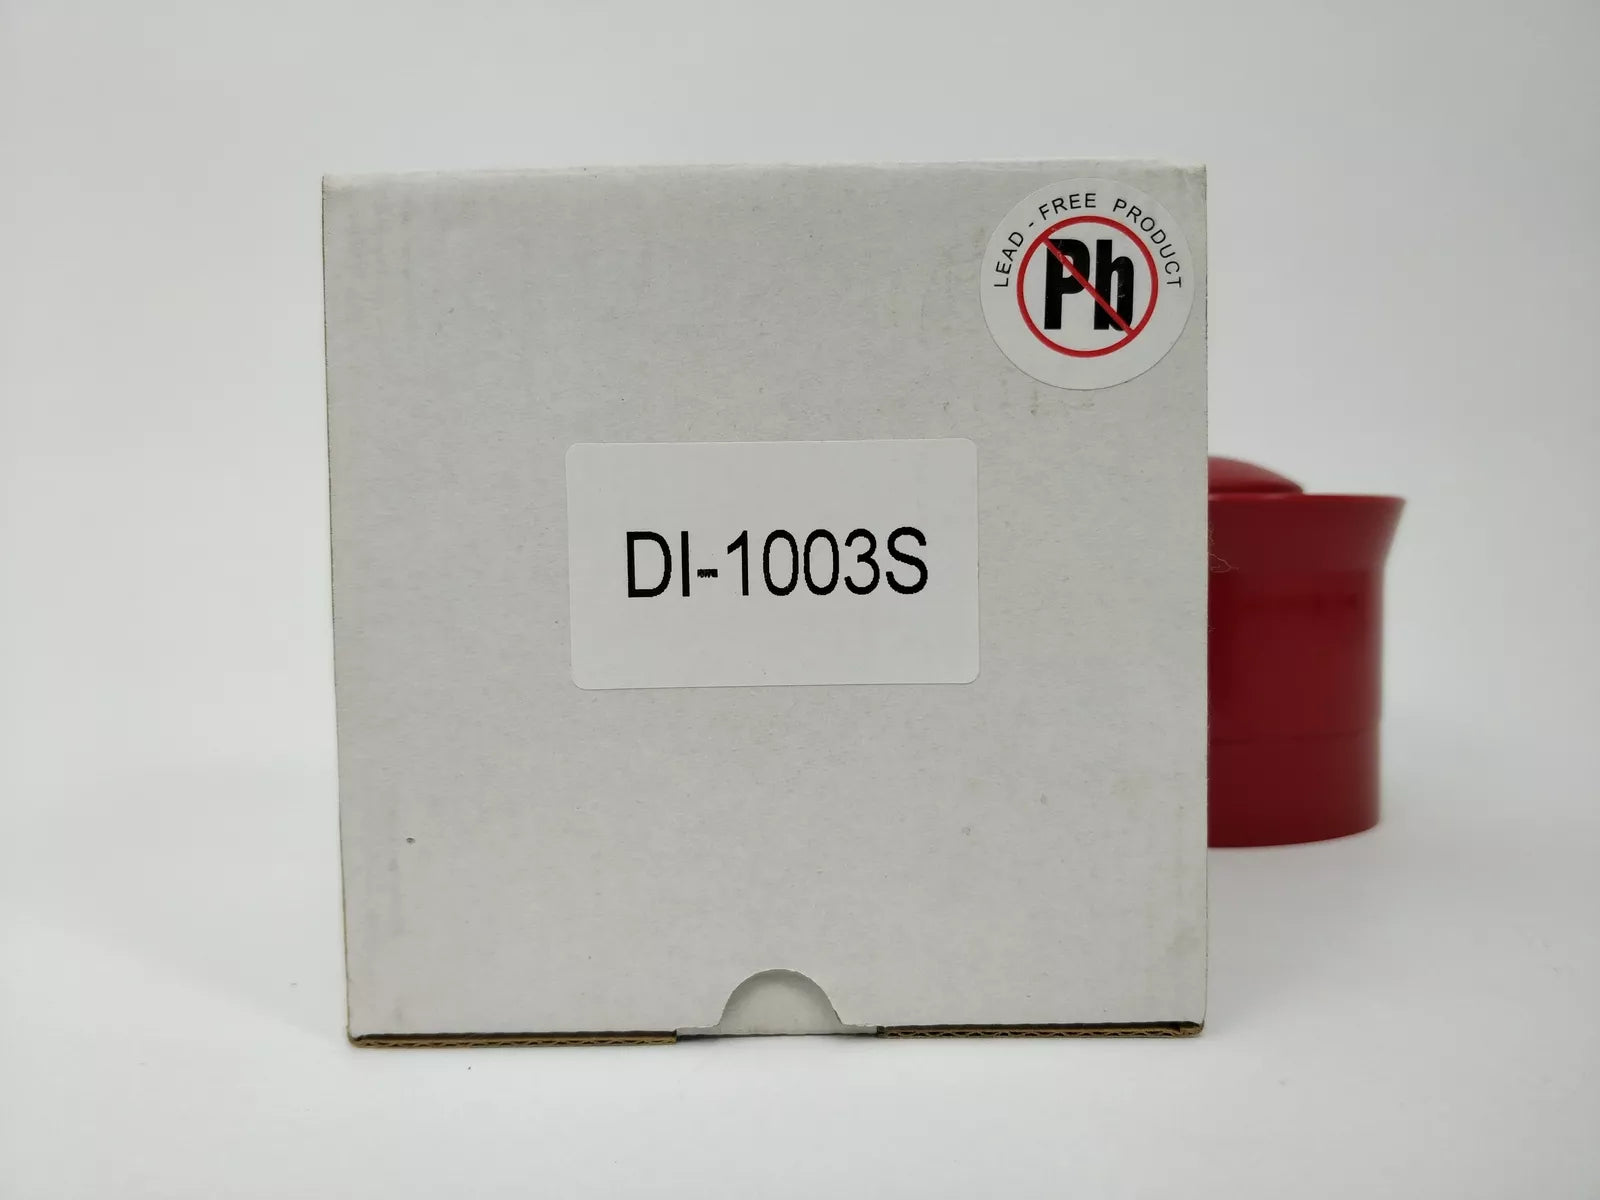 LEAD - FREE PRODUCT
Pb
DI-1003S